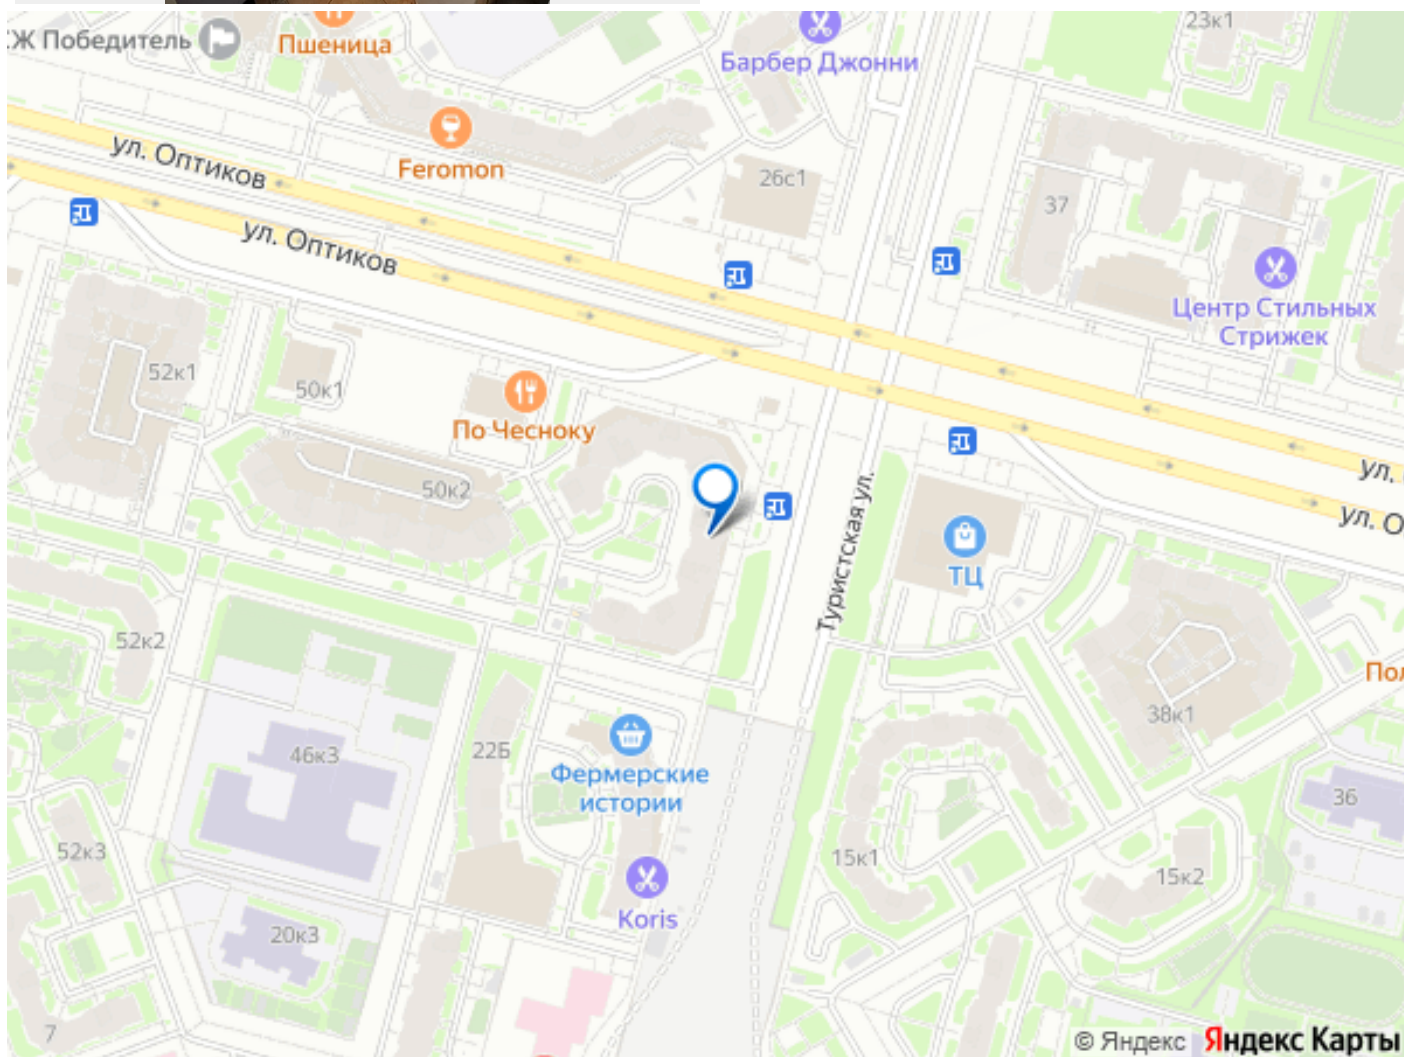 Ж Победитель
Пшеница
Барбер Джонни
23к1
ул. Оптиков
Feromon
26с1
37
ул. Оптиков
Центр Стильных
Стрижек
52к1
50к1
По Чесноку
50к2
ул.
ул. О
Туристская ул.
ТЦ
52к2
Пол
38к1
46к3
22Б
Фермерские
истории
36
52к3
15к1
15к2
Koris
20к3
7
© Яндекс Яндекс Карты